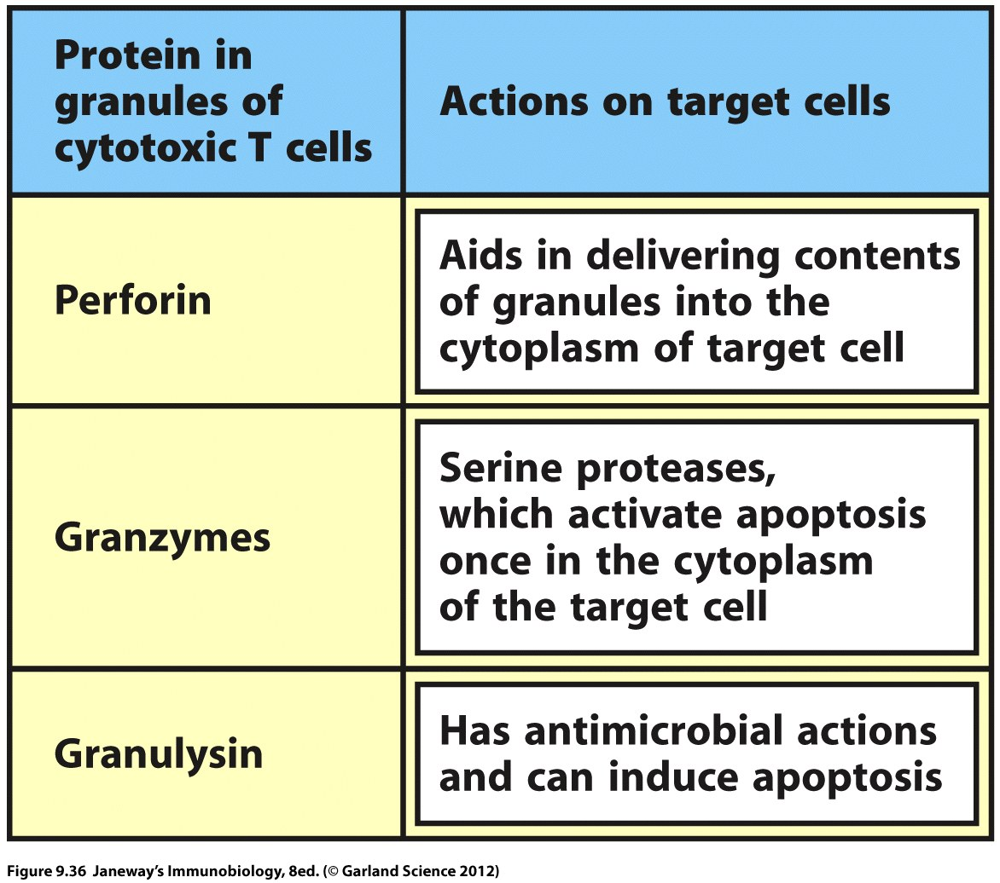 Protein in
granules of
cytotoxic T cells
Actions on target cells
Perforin
Aids in delivering contents
of granules into the
cytoplasm of target cell
Granzymes
Serine proteases,
which activate apoptosis
once in the cytoplasm
of the target cell
Granulysin
Has antimicrobial actions
and can induce apoptosis
Figure 9.36 Janeway’s Immunobiology, 8ed. (© Garland Science 2012)